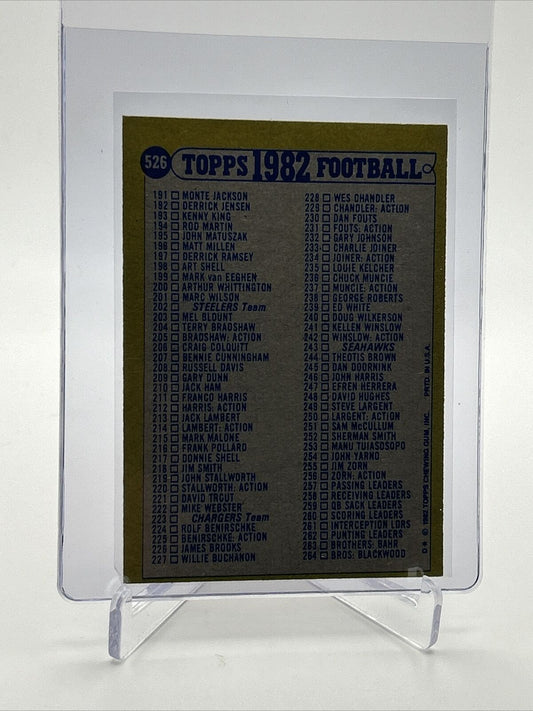 526 TOPPS 1982 FOOTBALL
191 MONTE JACKSON
192 DERRICK JENSEN
193 KENNY KING
194 ROD MARTIN
195 JOHN MATUSZAK
196 MATT MILLEN
197 DERRICK RAMSEY
198 ART SHELL
199 MARK van EEGHEN
200 ARTHUR WHITTINGTON
201 MARC WILSON
202 STEELERS Team
203 MEL BLOUNT
204 TERRY BRADSHAW
205 BRADSHAW: ACTION
206 CRAIG COLQUITT
207 BENNIE CUNNINGHAM
208 RUSSELL DAVIS
209 GARY DUNN
210 JACK HAM
211 FRANCO HARRIS
212 HARRIS: ACTION
213 JACK LAMBERT
214 LAMBERT: ACTION
215 MARK MALONE
216 FRANK POLLARD
217 DONNIE SHELL
218 JIM SMITH
219 JOHN STALLWORTH
220 STALLWORTH: ACTION
221 DAVID TROUT
222 MIKE WEBSTER
223 CHARGERS Team
224 ROLF BENIRSCHKE
225 BENIRSCHKE: ACTION
226 JAMES BROOKS
227 WILLIE BUCHANON
228 WES CHANDLER
229 CHANDLER: ACTION
230 DAN FOUTS
231 FOUTS: ACTION
232 GARY JOHNSON
233 CHARLIE JOINER
234 JOINER: ACTION
235 LOUIE KELCHER
236 CHUCK MUNCIE
237 MUNCIE: ACTION
238 GEORGE ROBERTS
239 ED WHITE
240 DOUG WILKERSON
241 KELLEN WINSLOW
242 WINSLOW: ACTION
243 SEAHAWKS
244 THEOTIS BROWN
245 DAN DOORNINK
246 JOHN HARRIS
247 EFREN HERRERA
248 DAVID HUGHES
249 STEVE LARGENT
250 LARGENT: ACTION
251 SAM McCULLUM
252 SHERMAN SMITH
253 MANU TUIASOSOPO
254 JOHN YARNO
255 JIM ZORN
256 ZORN: ACTION
257 PASSING LEADERS
258 RECEIVING LEADERS
259 QB SACK LEADERS
260 SCORING LEADERS
261 INTERCEPTION LDRS
262 PUNTING LEADERS
263 BROTHERS: BAHR
264 BROS: BLACKWOOD
D* © 1982 TOPPS CHEWING GUM, INC. PRTD. IN U.S.A.